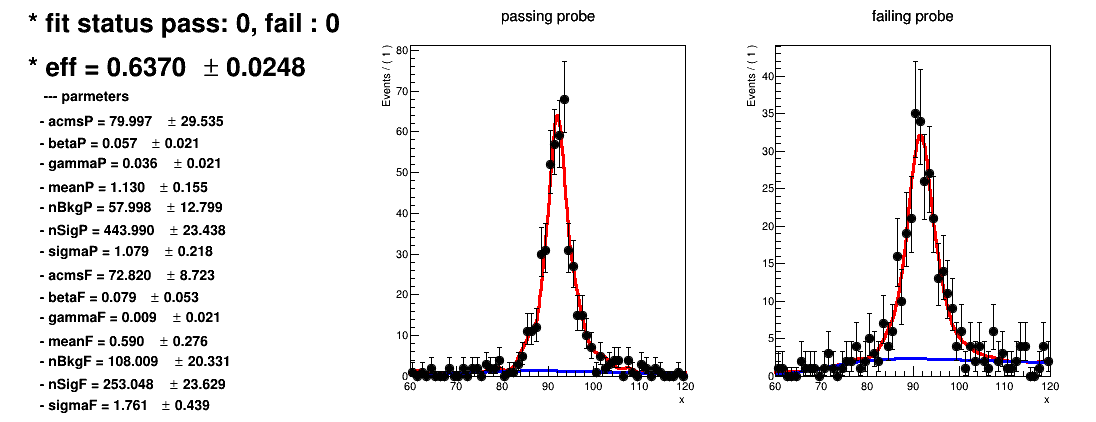 * fit status pass: 0, fail : 0
* eff = 0.6370 ± 0.0248
--- parmeters
- acmsP = 79.997 ± 29.535
- betaP = 0.057 ± 0.021
- gammaP = 0.036 ± 0.021
- meanP = 1.130 ± 0.155
- nBkgP = 57.998 ± 12.799
- nSigP = 443.990 ± 23.438
- sigmaP = 1.079 ± 0.218
- acmsF = 72.820 ± 8.723
- betaF = 0.079 ± 0.053
- gammaF = 0.009 ± 0.021
- meanF = 0.590 ± 0.276
- nBkgF = 108.009 ± 20.331
- nSigF = 253.048 ± 23.629
- sigmaF = 1.761 ± 0.439
passing probe
Events / ( 1 )
80
70
60
50
40
30
20
10
0
60 70 80 90 100 110 120
x
failing probe
Events / ( 1 )
40
35
30
25
20
15
10
5
0
60 70 80 90 100 110 120
x